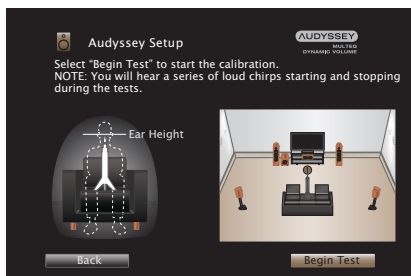 Audyssey Setup
AUDYSSEY
MULTEQ
DYNAMIC VOLUME
Select “Begin Test” to start the calibration.
NOTE: You will hear a series of loud chirps starting and stopping
during the tests.
Ear Height
Back
Begin Test